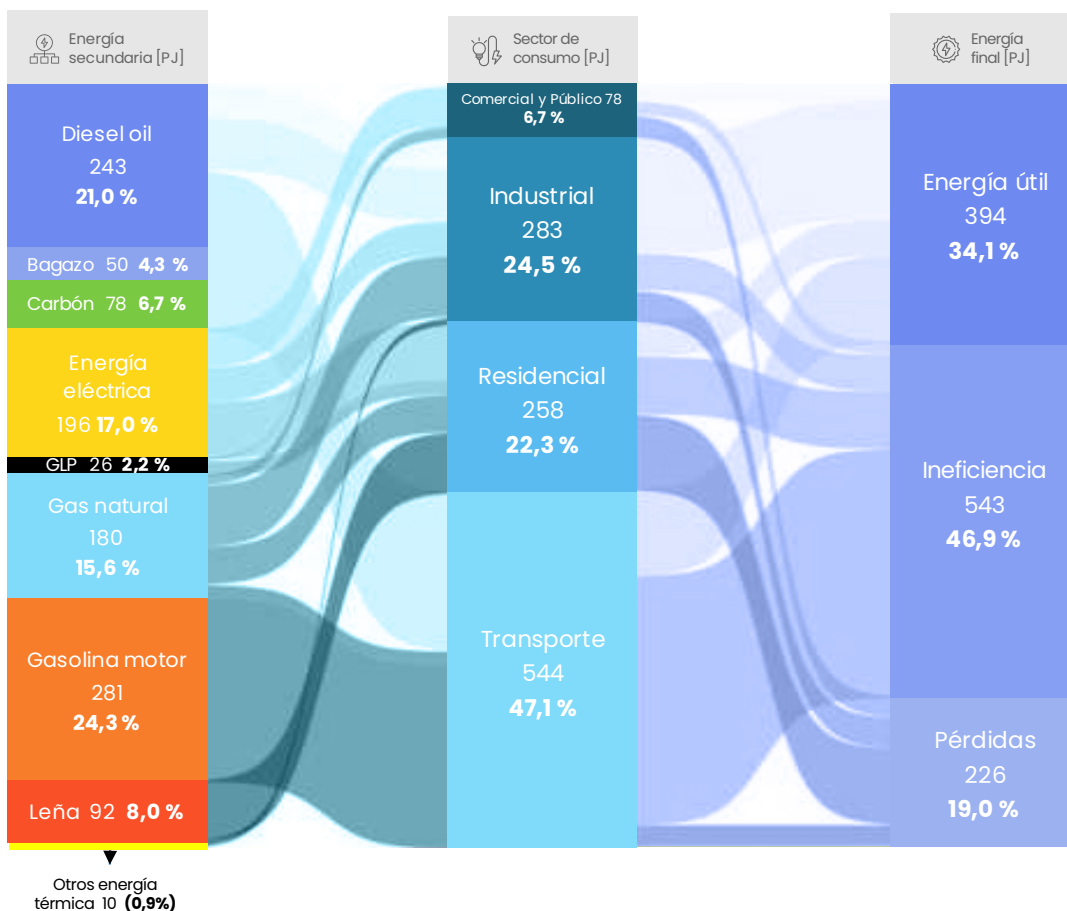 Energía
secundaria [PJ]
Diesel oil
243
21,0 %
Bagazo 50 4,3 %
Carbón 78 6,7 %
Energía
eléctrica
196 17,0 %
GLP 26 2,2 %
Gas natural
180
15,6 %
Gasolina motor
281
24,3 %
Leña 92 8,0 %
Otros energía
térmica 10 (0,9%)
Sector de
consumo [PJ]
Comercial y Público 78
6,7 %
Industrial
283
24,5 %
Residencial
258
22,3 %
Transporte
544
47,1 %
Energía
final [PJ]
Energía útil
394
34,1 %
Ineficiencia
543
46,9 %
Pérdidas
226
19,0 %